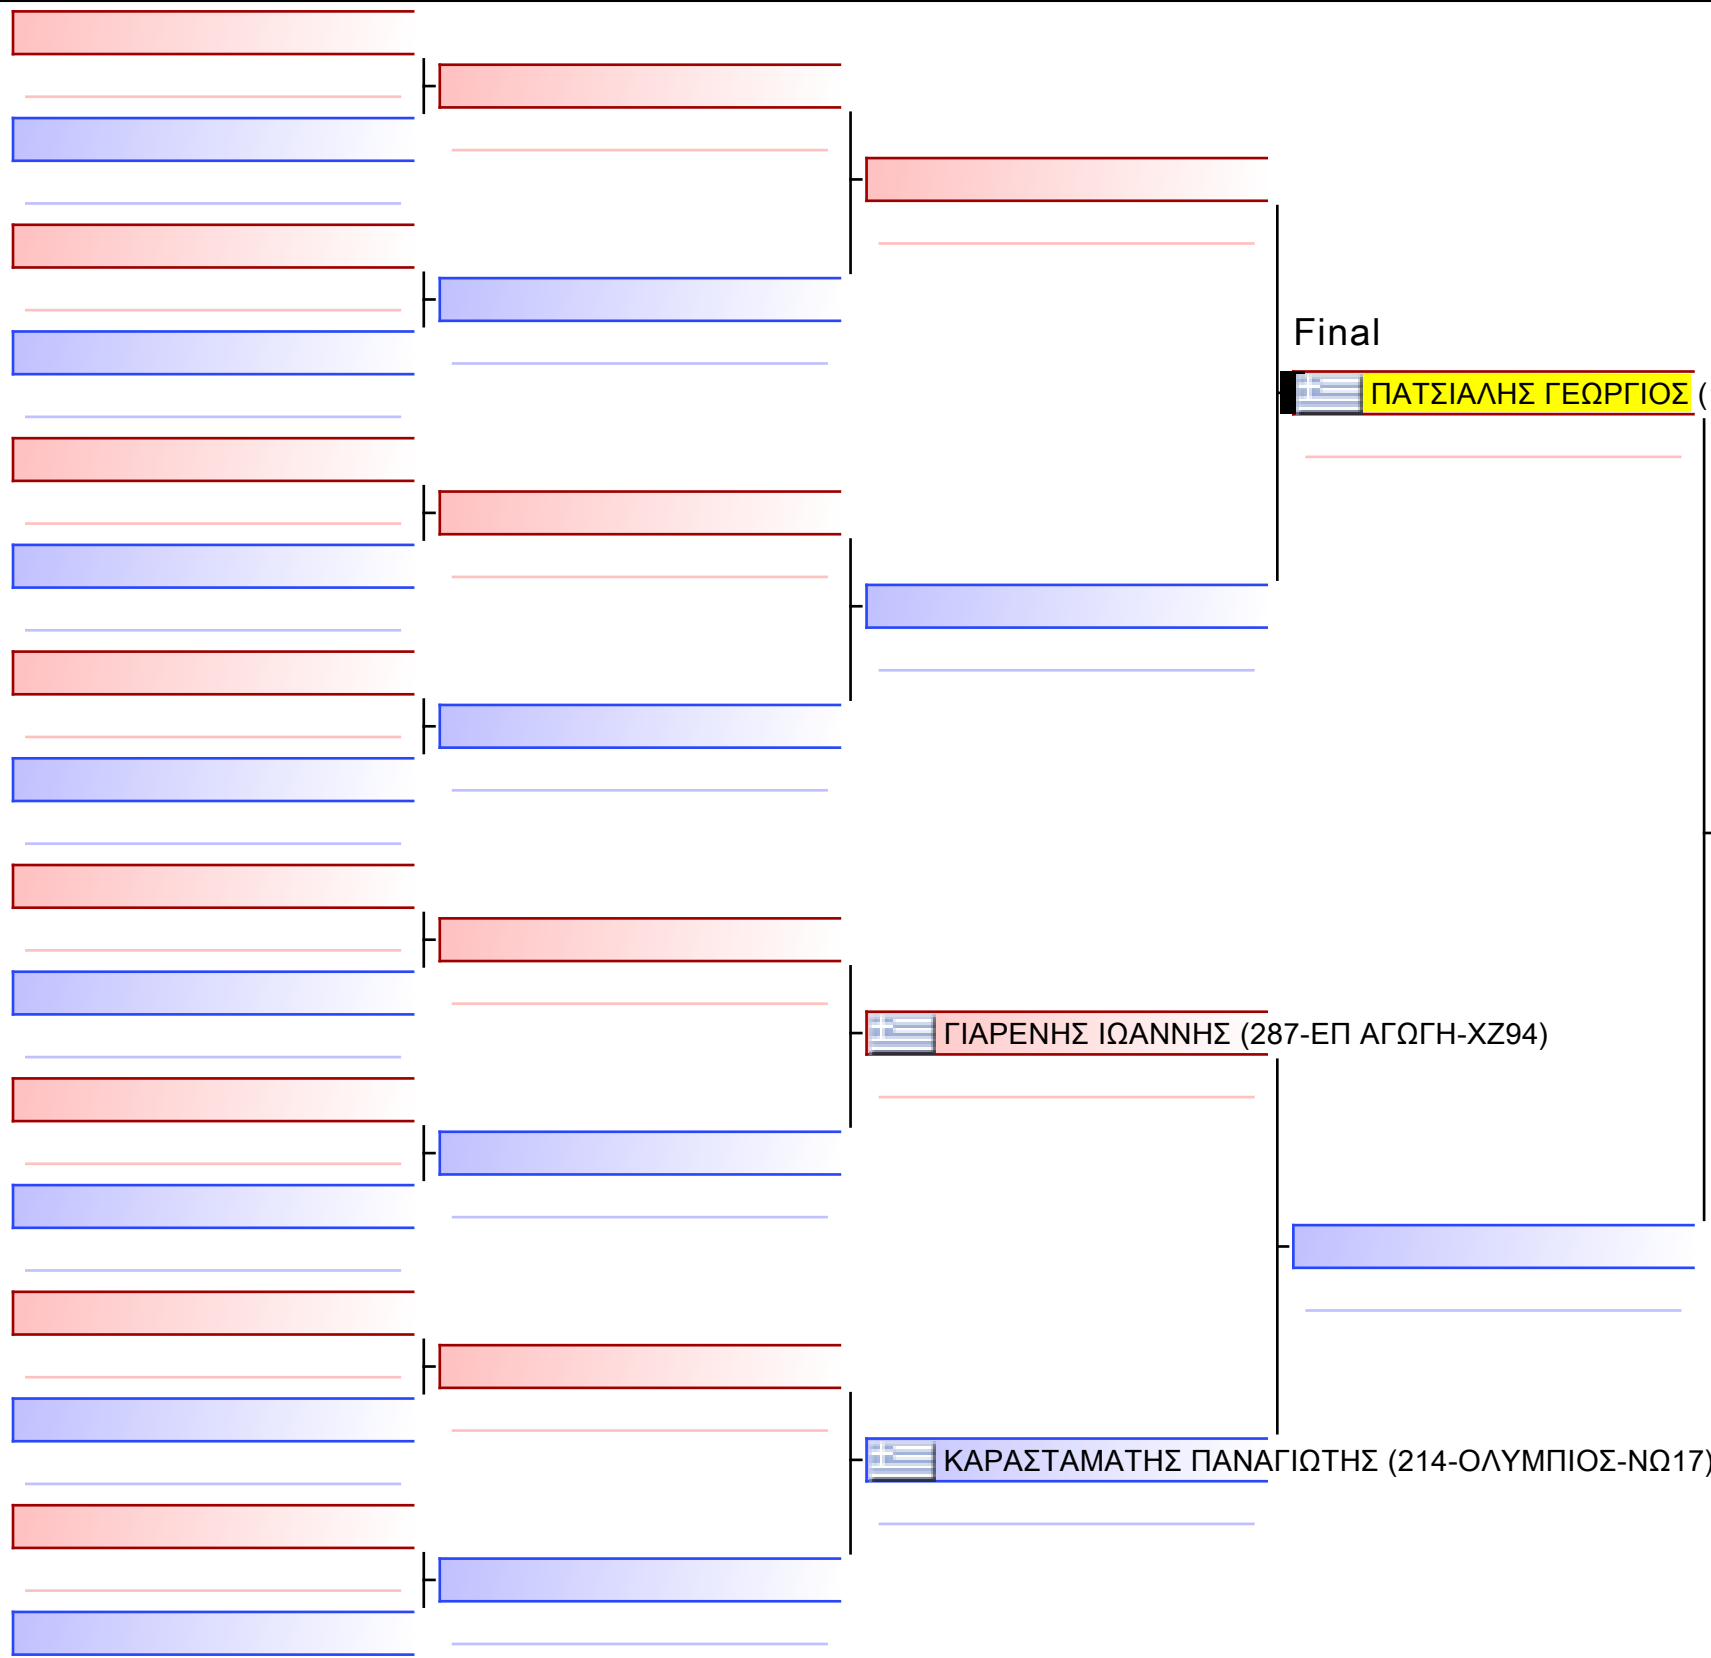 Final
ΠΑΤΣΙΑΛΗΣ ΓΕΩΡΓΙΟΣ (
ΓΙΑΡΕΝΗΣ ΙΩΑΝΝΗΣ (287-ΕΠ ΑΓΩΓΗ-ΧΖ94)
ΚΑΡΑΣΤΑΜΑΤΗΣ ΠΑΝΑΓΙΩΤΗΣ (214-ΟΛΥΜΠΙΟΣ-ΝΩ17)